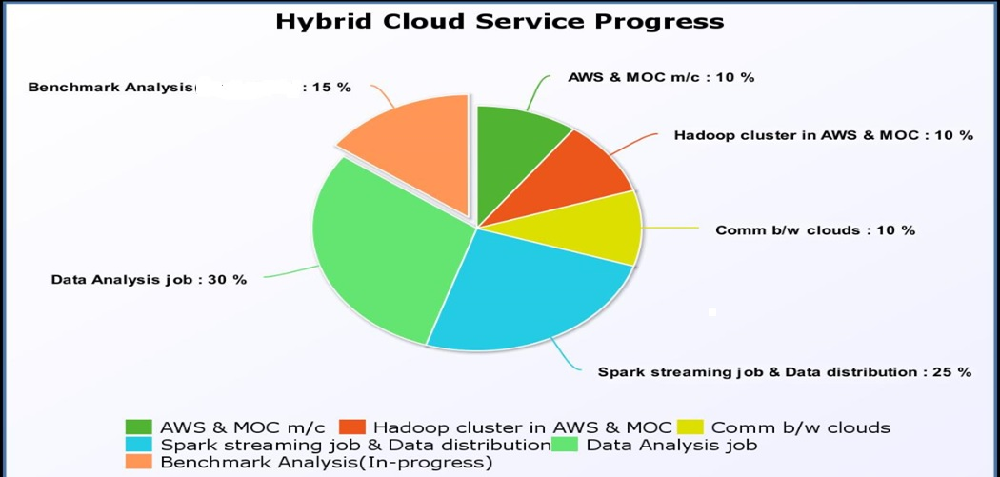 Hybrid Cloud Service Progress
Benchmark Analysis( : 15 %
AWS & MOC m/c : 10 %
Hadoop cluster in AWS & MOC : 10 %
Comm b/w clouds : 10 %
Data Analysis job : 30 %
Spark streaming job & Data distribution : 25 %
AWS & MOC m/c Hadoop cluster in AWS & MOC Comm b/w clouds
Spark streaming job & Data distribution Data Analysis job
Benchmark Analysis(In-progress)